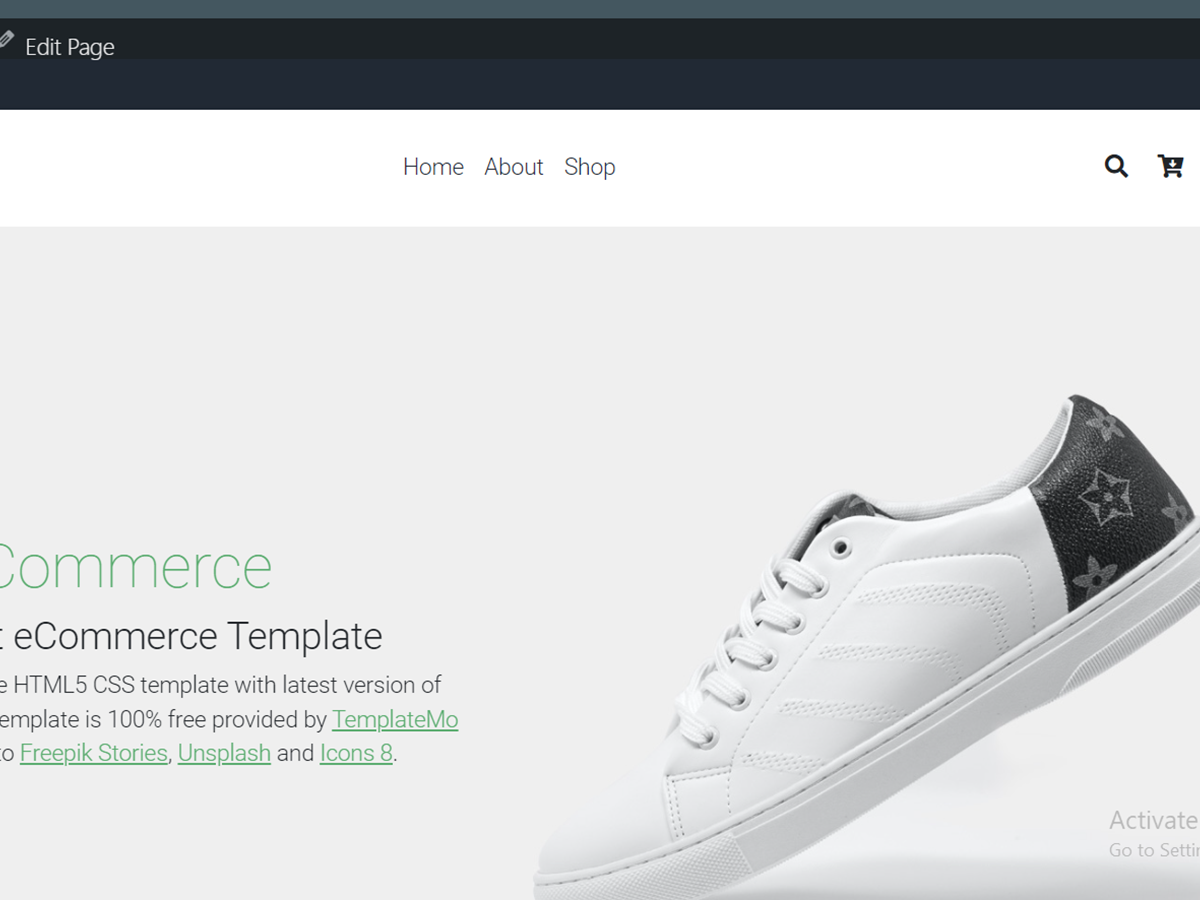 Edit Page
Home About Shop
Commerce
eCommerce Template
e HTML5 CSS template with latest version of
emplate is 100% free provided by TemplateMo
to Freepik Stories, Unsplash and Icons 8.
Activate
Go to Settin